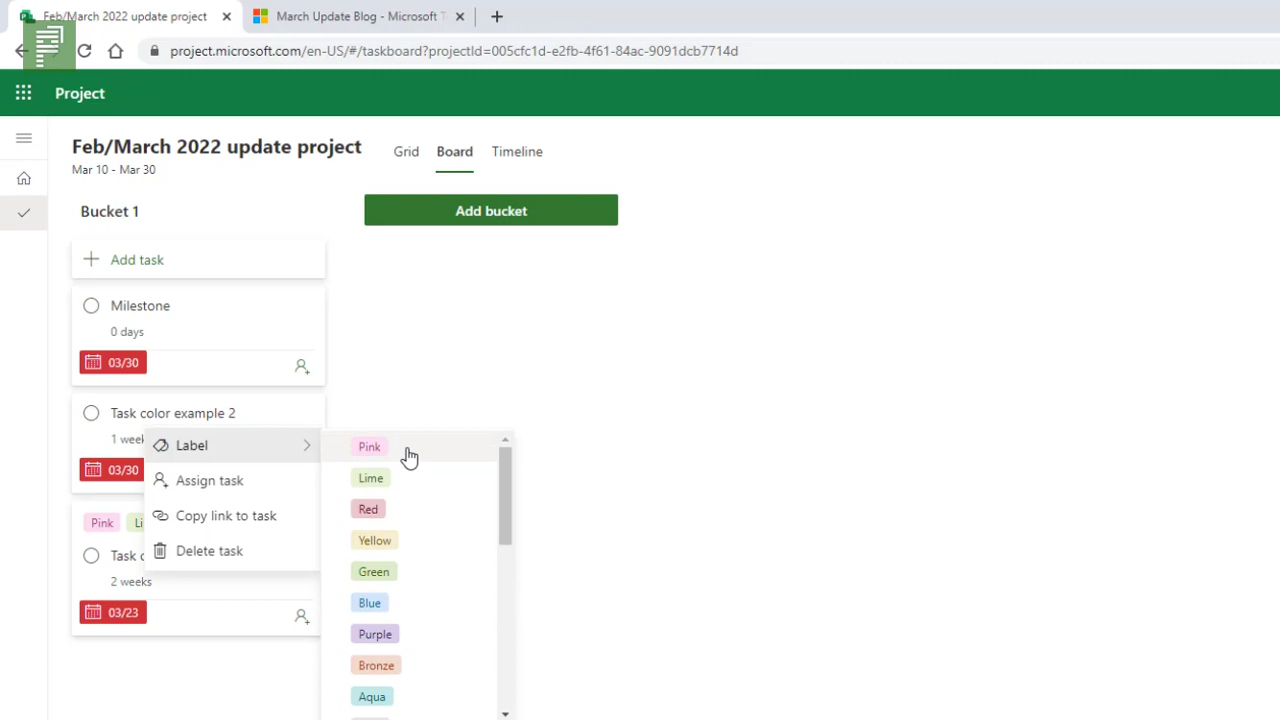 Feb/March 2022 update project
March Update Blog - Microsoft T
project.microsoft.com/en-US/#/taskboard?projectId=005cfc1d-e2fb-4f61-84ac-9091dcb7714d
Project
Feb/March 2022 update project
Grid Board Timeline
Mar 10 - Mar 30
Bucket 1
Add bucket
Add task
Milestone
0 days
03/30
Task color example 2
1 week
03/30
Label
Assign task
Copy link to task
Delete task
Pink
Lime
Red
Yellow
Green
Blue
Purple
Bronze
Aqua
Pink Li
Task c
2 weeks
03/23